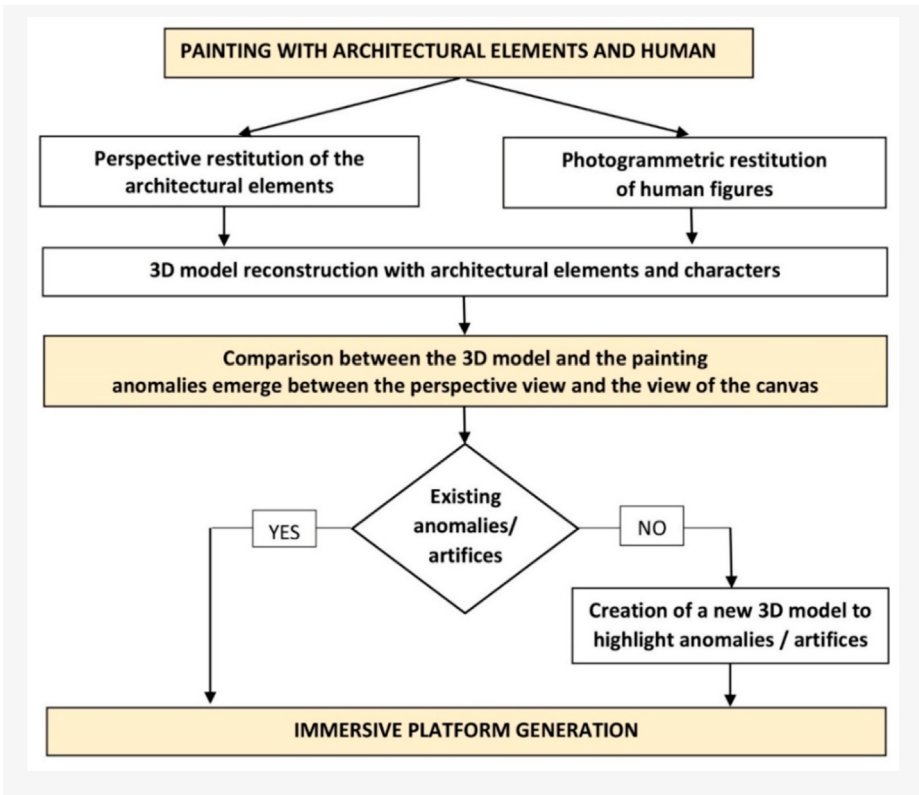 PAINTING WITH ARCHITECTURAL ELEMENTS AND HUMAN
Perspective restitution of the
architectural elements
Photogrammetric restitution
of human figures
3D model reconstruction with architectural elements and characters
Comparison between the 3D model and the painting
anomalies emerge between the perspective view and the view of the canvas
Existing
anomalies/
artifices
YES
NO
Creation of a new 3D model to
highlight anomalies / artifices
IMMERSIVE PLATFORM GENERATION